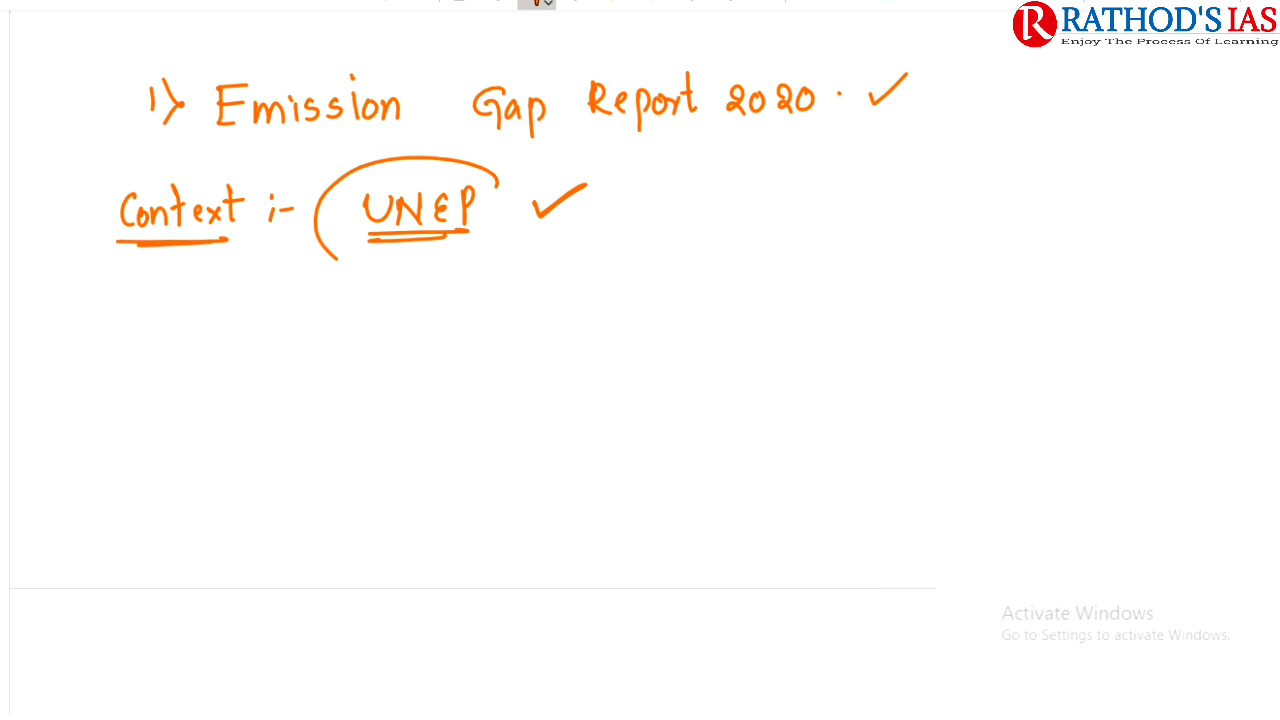 RATHOD'S IAS
Enjoy The Process Of Learning
1) Emission Gap Report 2020.
Context :- UNEP
Activate Windows
Go to Settings to activate Windows.